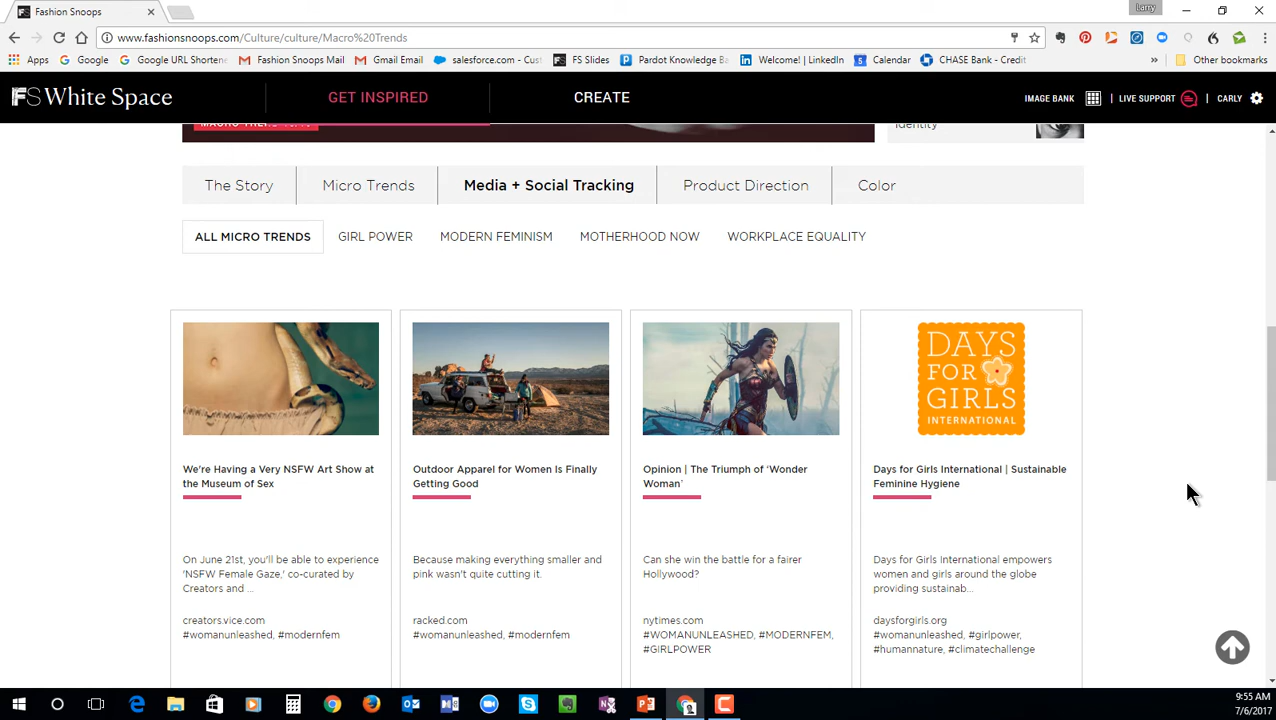 Fashion Snoops
Larry
www.fashionsnoops.com/Culture/culture/Macro%20Trends
Apps Google Google URL Shortene Fashion Snoops Mail Gmail Email salesforce.com - Cust FS Slides Pardot Knowledge Ba Welcome! | LinkedIn Calendar CHASE Bank - Credit » Other bookmarks
FS White Space GET INSPIRED CREATE IMAGE BANK | LIVE SUPPORT | CARLY
Identity
The Story Micro Trends Media + Social Tracking Product Direction Color
ALL MICRO TRENDS GIRL POWER MODERN FEMINISM MOTHERHOOD NOW WORKPLACE EQUALITY
DAYS
FOR
GIRLS
INTERNATIONAL
We're Having a Very NSFW Art Show at
the Museum of Sex
On June 21st, you'll be able to experience
'NSFW Female Gaze,' co-curated by
Creators and ...
creators.vice.com
#womanunleashed, #modernfem
Outdoor Apparel for Women Is Finally
Getting Good
Because making everything smaller and
pink wasn't quite cutting it.
racked.com
#womanunleashed, #modernfem
Opinion | The Triumph of 'Wonder
Woman'
Can she win the battle for a fairer
Hollywood?
nytimes.com
#WOMANUNLEASHED, #MODERNFEM,
#GIRLPOWER
Days for Girls International | Sustainable
Feminine Hygiene
Days for Girls International empowers
women and girls around the globe
providing sustainab...
daysforgirls.org
#womanunleashed, #girlpower,
#humannature, #climatechallenge
9:55 AM
7/6/2017